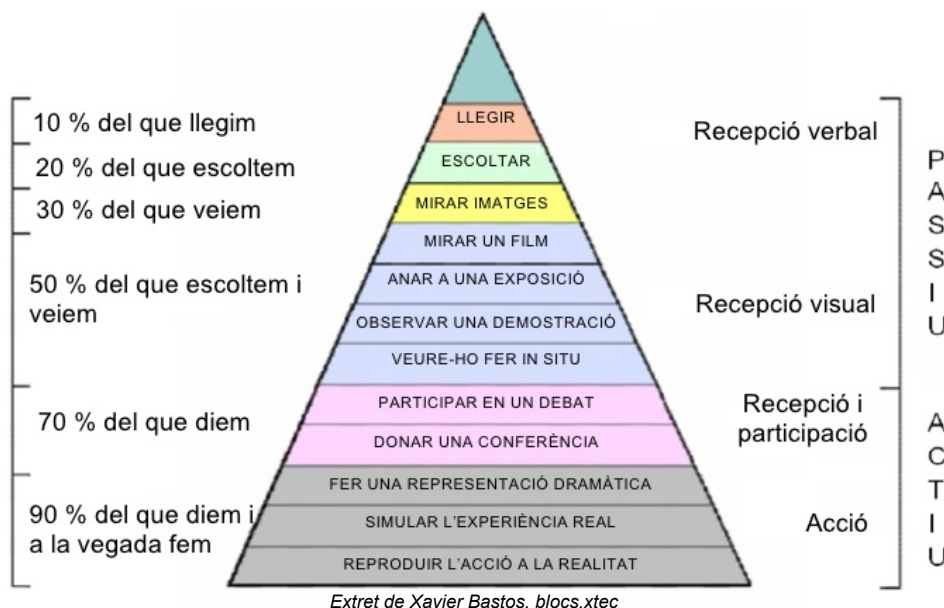 10 % del que llegim
20 % del que escoltem
30 % del que veiem
50 % del que escoltem i
veiem
70 % del que diem
90 % del que diem i
a la vegada fem
LLEGIR
ESCOLTAR
MIRAR IMATGES
MIRAR UN FILM
ANAR A UNA EXPOSICIÓ
OBSERVAR UNA DEMOSTRACIÓ
VEURE-HO FER IN SITU
PARTICIPAR EN UN DEBAT
DONAR UNA CONFERÈNCIA
FER UNA REPRESENTACIÓ DRAMÀTICA
SIMULAR L'EXPERIÈNCIA REAL
REPRODUIR L'ACCIÓ A LA REALITAT
Recepció verbal
Recepció visual
Recepció i
participació
Acció
PASSIU
ACTIU
Extret de Xavier Bastos, blocs.xtec